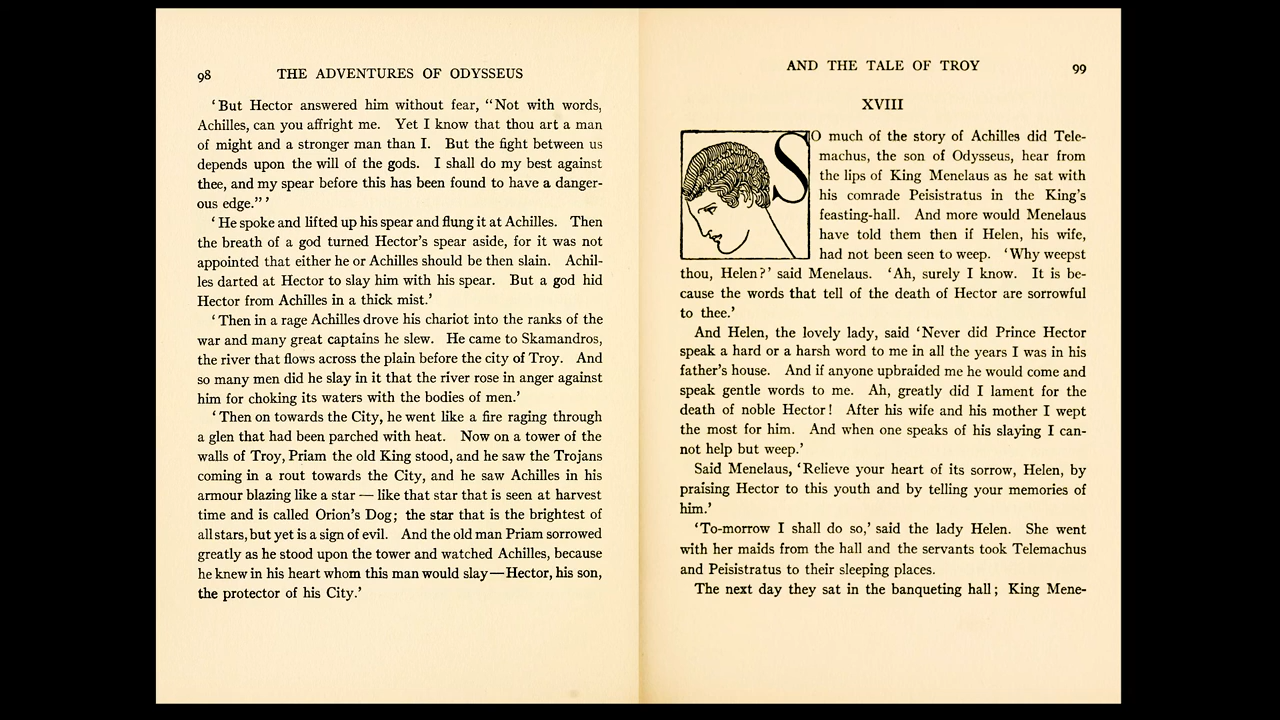 98 THE ADVENTURES OF ODYSSEUS
‘But Hector answered him without fear, “Not with words,
Achilles, can you affright me. Yet I know that thou art a man
of might and a stronger man than I. But the fight between us
depends upon the will of the gods. I shall do my best against
thee, and my spear before this has been found to have a danger-
ous edge.” ’
‘He spoke and lifted up his spear and flung it at Achilles. Then
the breath of a god turned Hector’s spear aside, for it was not
appointed that either he or Achilles should be then slain. Achil-
les darted at Hector to slay him with his spear. But a god hid
Hector from Achilles in a thick mist.’
‘Then in a rage Achilles drove his chariot into the ranks of the
war and many great captains he slew. He came to Skamandros,
the river that flows across the plain before the city of Troy. And
so many men did he slay in it that the river rose in anger against
him for choking its waters with the bodies of men.’
‘Then on towards the City, he went like a fire raging through
a glen that had been parched with heat. Now on a tower of the
walls of Troy, Priam the old King stood, and he saw the Trojans
coming in a rout towards the City, and he saw Achilles in his
armour blazing like a star — like that star that is seen at harvest
time and is called Orion’s Dog; the star that is the brightest of
all stars, but yet is a sign of evil. And the old man Priam sorrowed
greatly as he stood upon the tower and watched Achilles, because
he knew in his heart whom this man would slay—Hector, his son,
the protector of his City.’
AND THE TALE OF TROY 99
XVIII
SO much of the story of Achilles did Tele-
machus, the son of Odysseus, hear from
the lips of King Menelaus as he sat with
his comrade Peisistratus in the King’s
feasting-hall. And more would Menelaus
have told them then if Helen, his wife,
had not been seen to weep. ‘Why weepest
thou, Helen?’ said Menelaus. ‘Ah, surely I know. It is be-
cause the words that tell of the death of Hector are sorrowful
to thee.’
And Helen, the lovely lady, said ‘Never did Prince Hector
speak a hard or a harsh word to me in all the years I was in his
father’s house. And if anyone upbraided me he would come and
speak gentle words to me. Ah, greatly did I lament for the
death of noble Hector! After his wife and his mother I wept
the most for him. And when one speaks of his slaying I can-
not help but weep.’
Said Menelaus, ‘Relieve your heart of its sorrow, Helen, by
praising Hector to this youth and by telling your memories of
him.’
‘To-morrow I shall do so,’ said the lady Helen. She went
with her maids from the hall and the servants took Telemachus
and Peisistratus to their sleeping places.
The next day they sat in the banqueting hall; King Mene-